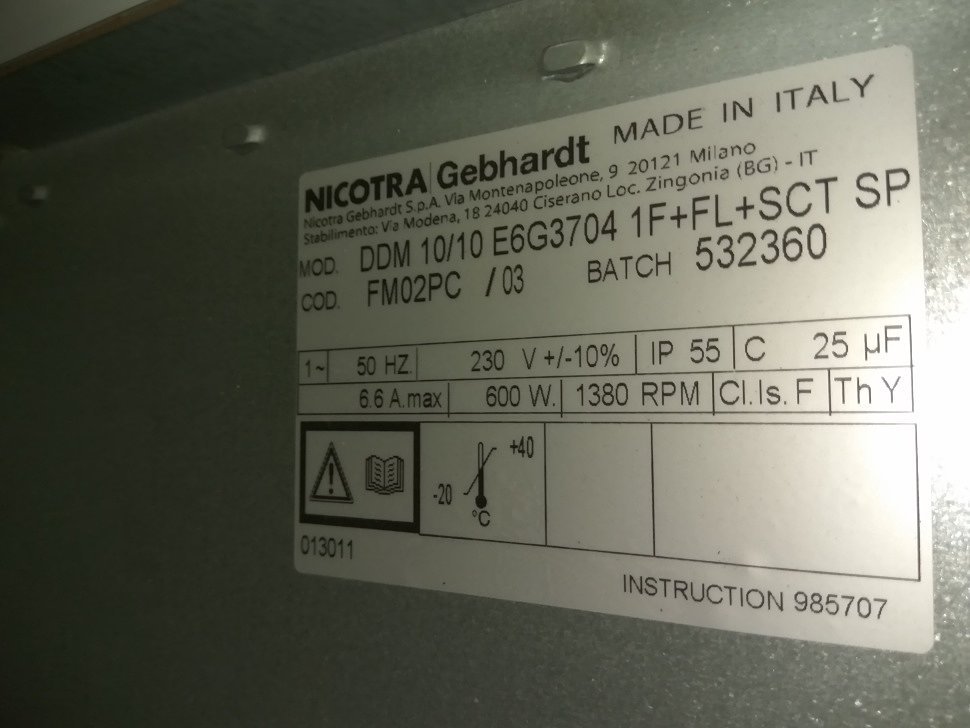 NICOTRA Gebhardt MADE IN ITALY
Nicotra Gebhardt S.p.A. Via Montenapoleone, 9 20121 Milano
Stabilimento: Via Modena, 18 24040 Ciserano Loc. Zingonia (BG) - IT
MOD. DDM 10/10 E6G3704 1F+FL+SCT SP
COD. FM02PC / 03 BATCH 532360
1~ 50 HZ. 230 V +/-10% IP 55 C 25 µF
6.6 A.max 600 W. 1380 RPM Cl.Is. F Th Y
-20 +40
°C
013011
INSTRUCTION 985707